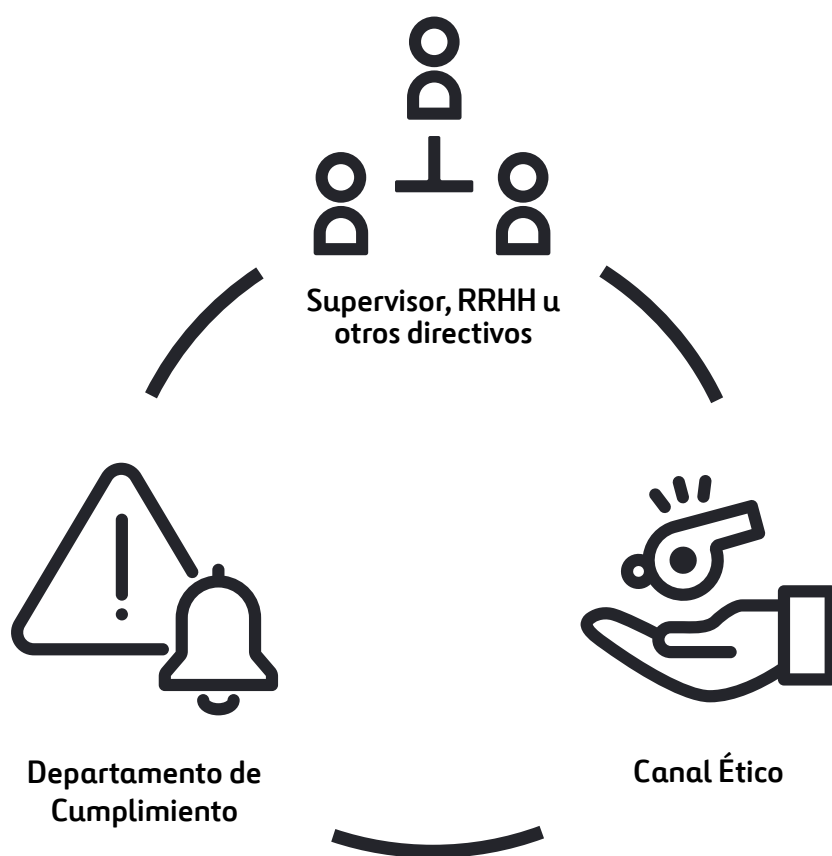 Supervisor, RRHH u
otros directivos
Departamento de
Cumplimiento
Canal Ético